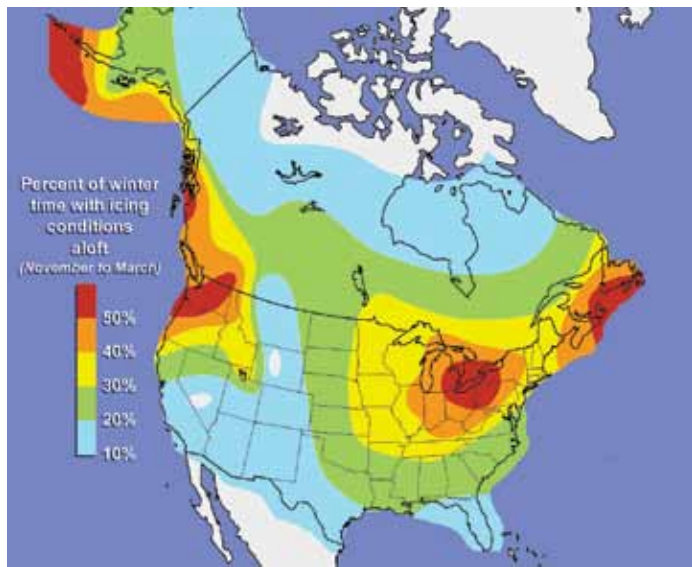 Percent of winter
time with icing
conditions
aloft
(November to March)
50%
40%
30%
20%
10%